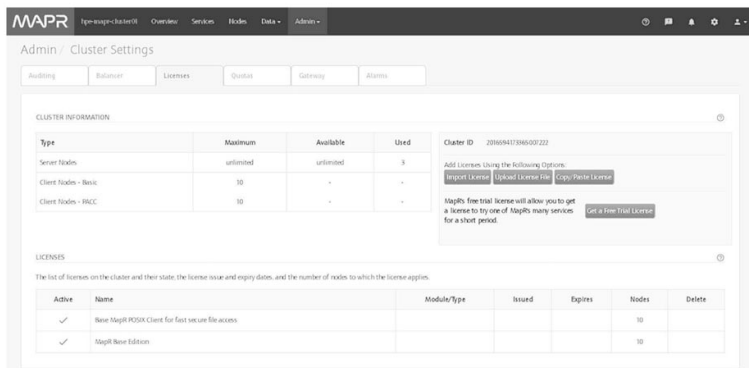 MAPR hpe-mapr-cluster01 Overview Services Nodes Data Admin
Admin / Cluster Settings
Auditing Balancer Licenses Quotas Gateway Alarms
CLUSTER INFORMATION
Type Maximum Available Used
Server Nodes unlimited unlimited 3
Client Nodes - Basic 10 - -
Client Nodes - PACC 10 - -
Cluster ID 2016594173365007222
Add Licenses Using the Following Options:
Import License Upload License File Copy/Paste License
MapR's free trial license will allow you to get
a license to try one of MapR's many services
for a short period.
Get a Free Trial License
LICENSES
The list of licenses on the cluster and their state, the license issue and expiry dates, and the number of nodes to which the license applies.
Active Name Module/Type Issued Expires Nodes Delete
Base MapR POSIX Client for fast secure file access 10
MapR Base Edition 10